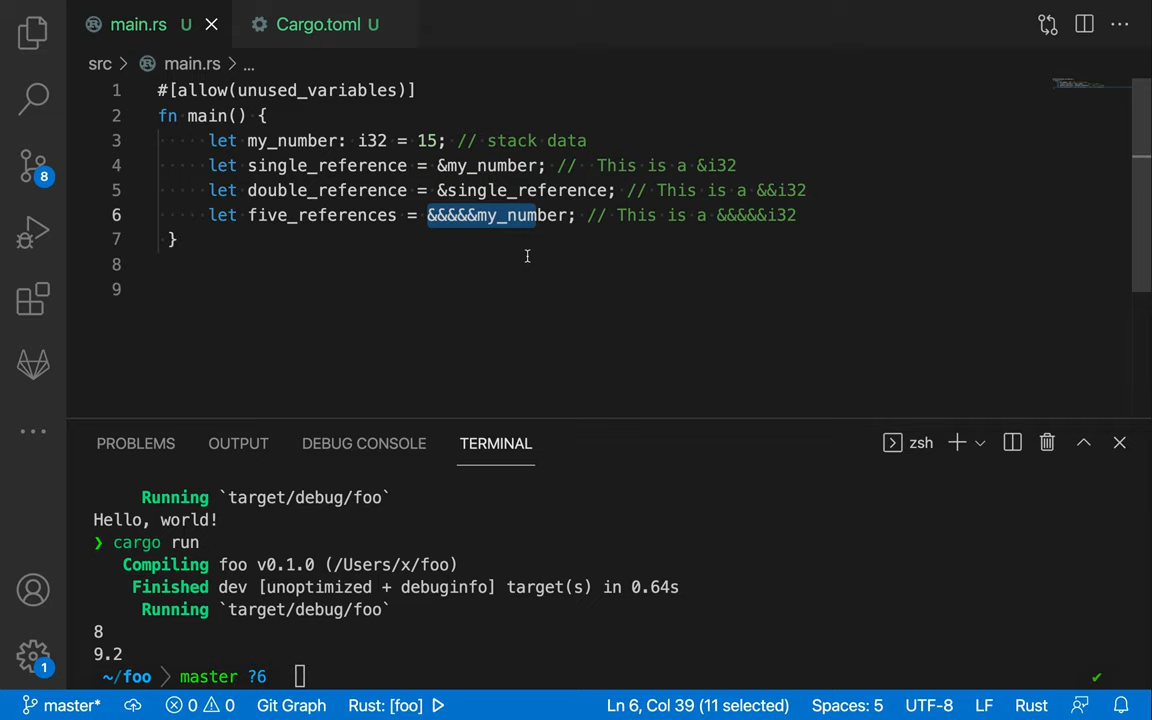 main.rs U Cargo.toml U
src > main.rs > ...
1 #[allow(unused_variables)]
2 fn main() {
3 ····· let my_number: i32 = 15; // stack data
4 ····· let single_reference = &my_number; //  This is a &i32
5 ····· let double_reference = &single_reference; // This is a &&i32
6 ····· let five_references = &&&&&my_number; // This is a &&&&&i32
7 · }
8
9
8
PROBLEMS OUTPUT DEBUG CONSOLE TERMINAL zsh
Running `target/debug/foo`
Hello, world!
❯ cargo run
Compiling foo v0.1.0 (/Users/x/foo)
Finished dev [unoptimized + debuginfo] target(s) in 0.64s
Running `target/debug/foo`
8
9.2
~/foo master ?6 ✔
1
master* 0 0 Git Graph Rust: [foo] Ln 6, Col 39 (11 selected) Spaces: 5 UTF-8 LF Rust